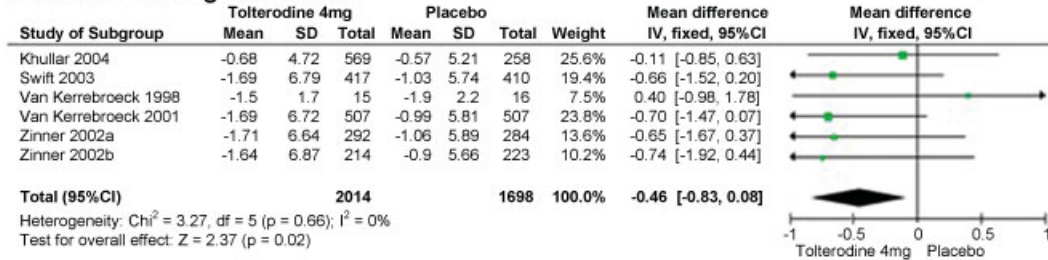 Tolterodine 4mg Placebo Mean difference Mean difference
Study of Subgroup Mean SD Total Mean SD Total Weight IV, fixed, 95%CI IV, fixed, 95%CI
Khullar 2004 -0.68 4.72 569 -0.57 5.21 258 25.6% -0.11 [-0.85, 0.63]
Swift 2003 -1.69 6.79 417 -1.03 5.74 410 19.4% -0.66 [-1.52, 0.20]
Van Kerrebroeck 1998 -1.5 1.7 15 -1.9 2.2 16 7.5% 0.40 [-0.98, 1.78]
Van Kerrebroeck 2001 -1.69 6.72 507 -0.99 5.81 507 23.8% -0.70 [-1.47, 0.07]
Zinner 2002a -1.71 6.64 292 -1.06 5.89 284 13.6% -0.65 [-1.67, 0.37]
Zinner 2002b -1.64 6.87 214 -0.9 5.66 223 10.2% -0.74 [-1.92, 0.44]
Total (95%CI) 2014 1698 100.0% -0.46 [-0.83, 0.08]
Heterogeneity: Chi² = 3.27, df = 5 (p = 0.66); I² = 0%
Test for overall effect: Z = 2.37 (p = 0.02)
-1 -0.5 0 0.5 1
Tolterodine 4mg Placebo